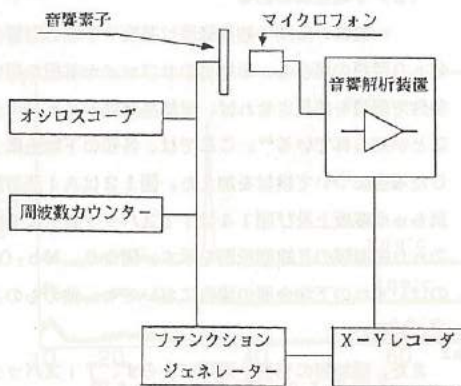 音響素子
マイクロフォン
音響解析装置
オシロスコープ
周波数カウンター
ファンクション
ジェネレーター
X-Yレコーダ